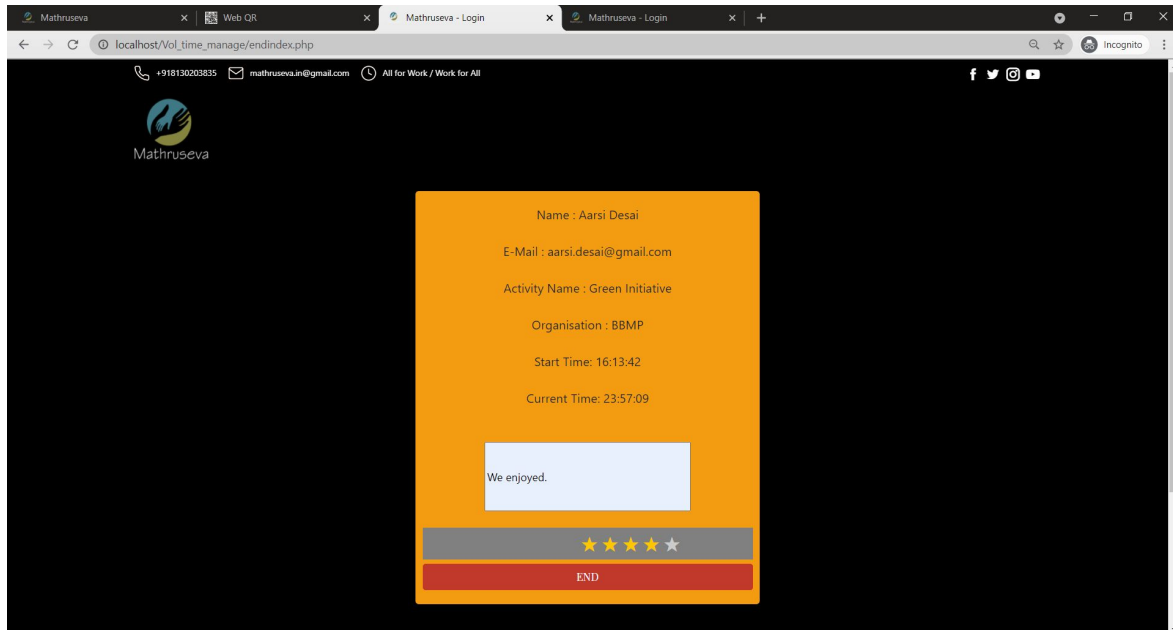 Mathruseva Web QR Mathruseva - Login Mathruseva - Login
localhost/Vol_time_manage/endindex.php Incognito
+918130203835 mathruseva.in@gmail.com All for Work / Work for All
Mathruseva
Name : Aarsi Desai
E-Mail : aarsi.desai@gmail.com
Activity Name : Green Initiative
Organisation : BBMP
Start Time: 16:13:42
Current Time: 23:57:09
We enjoyed.
END